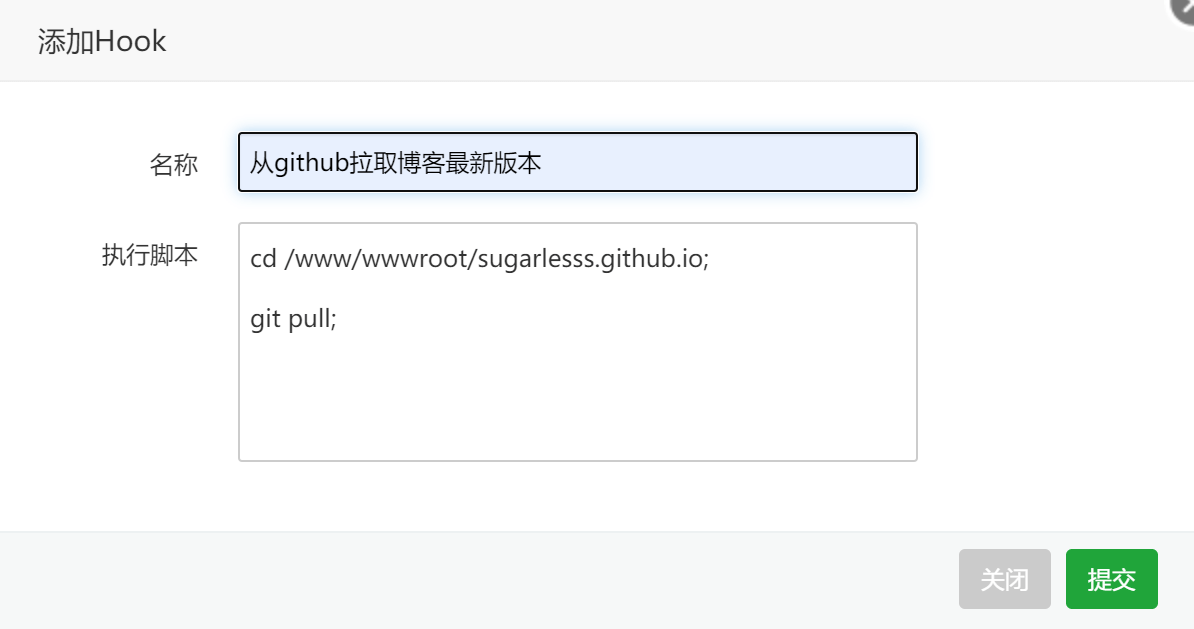 添加Hook
名称
从github拉取博客最新版本
执行脚本
cd /www/wwwroot/sugarlesss.github.io;
git pull;
关闭
提交